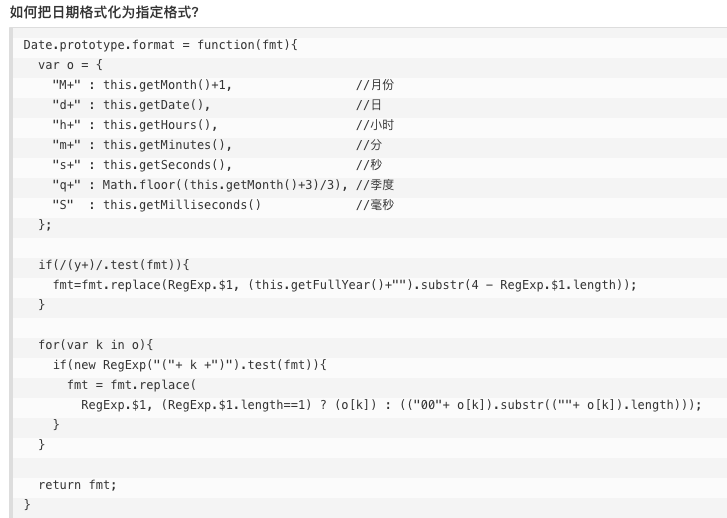 如何把日期格式化为指定格式?
Date.prototype.format = function(fmt){
  var o = {
    "M+" : this.getMonth()+1,                 //月份
    "d+" : this.getDate(),                    //日
    "h+" : this.getHours(),                   //小时
    "m+" : this.getMinutes(),                 //分
    "s+" : this.getSeconds(),                 //秒
    "q+" : Math.floor((this.getMonth()+3)/3), //季度
    "S"  : this.getMilliseconds()             //毫秒
  };
  if(/(y+)/.test(fmt)){
    fmt=fmt.replace(RegExp.$1, (this.getFullYear()+"").substr(4 - RegExp.$1.length));
  }
  for(var k in o){
    if(new RegExp("("+ k +")").test(fmt)){
      fmt = fmt.replace(
        RegExp.$1, (RegExp.$1.length==1) ? (o[k]) : (("00"+ o[k]).substr((""+ o[k]).length)));
    }
  }
  return fmt;
}